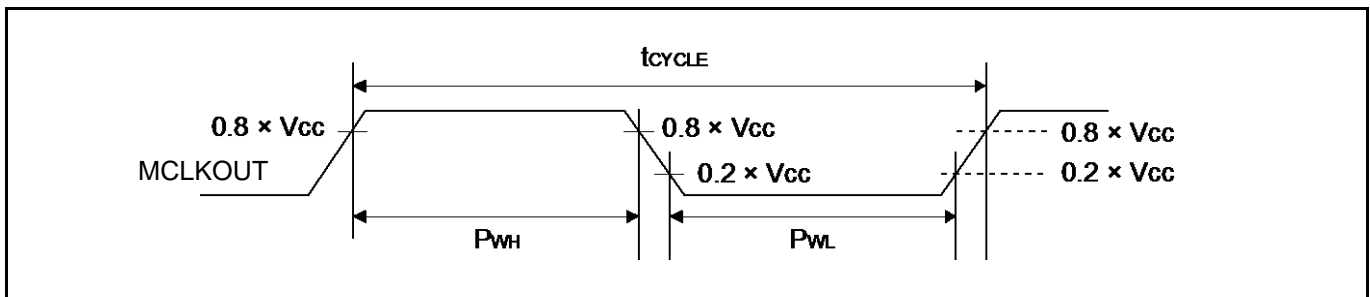 tCYCLE
0.8 × VCC
0.8 × VCC
0.8 × VCC
MCLKOUT
0.2 × VCC
0.2 × VCC
PWH
PWL